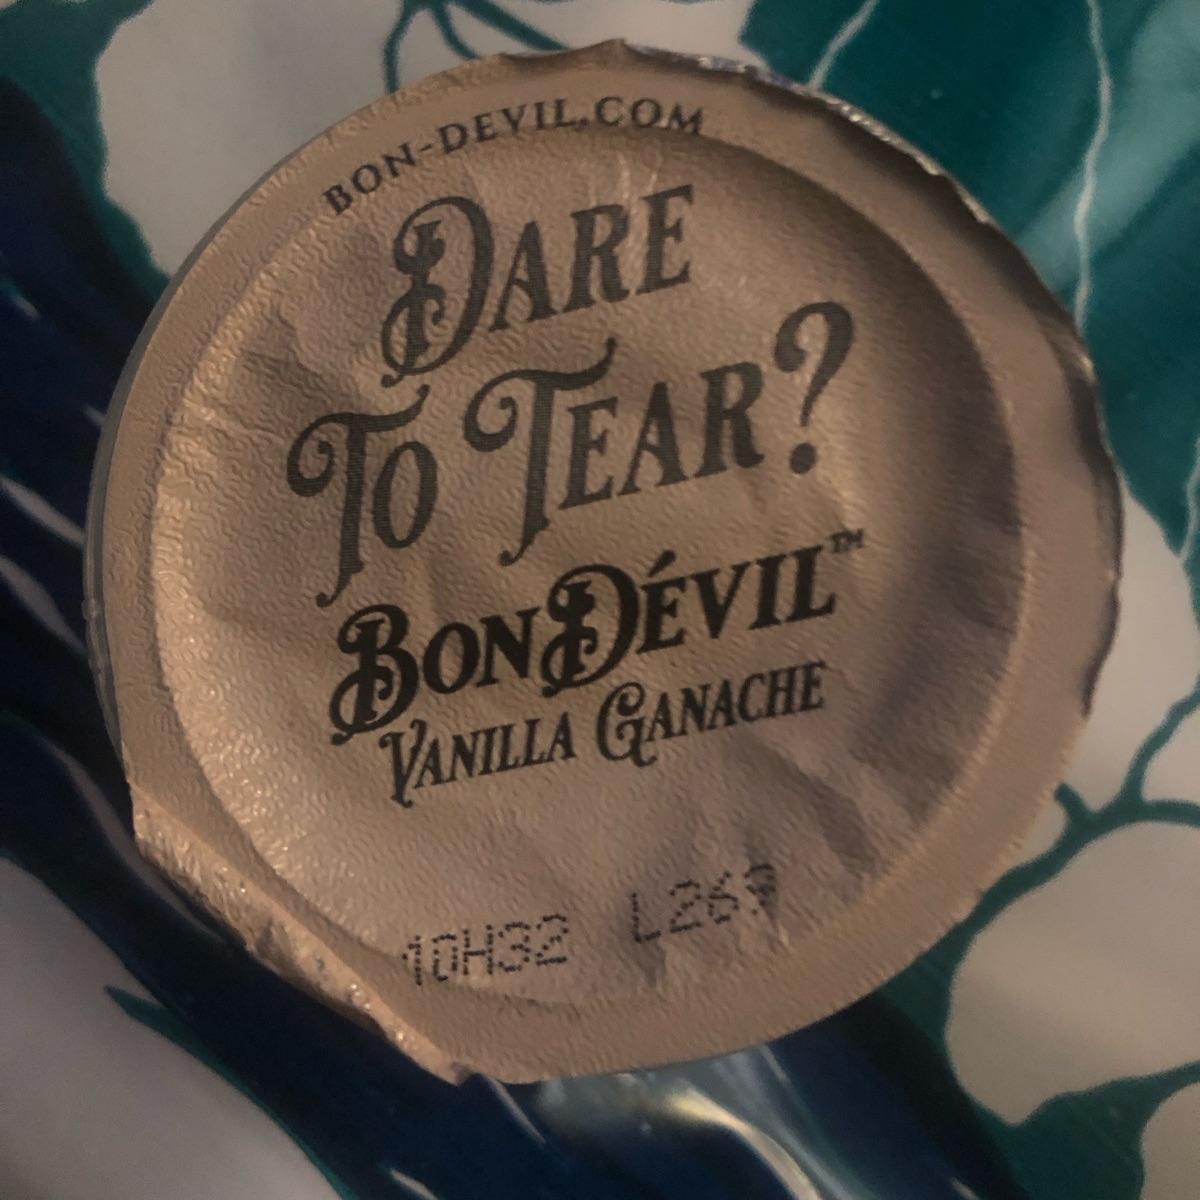 BON-DEVIL.COM
DARE
TO TEAR?
BONDÉVIL™
VANILLA GANACHE
10H32 L269